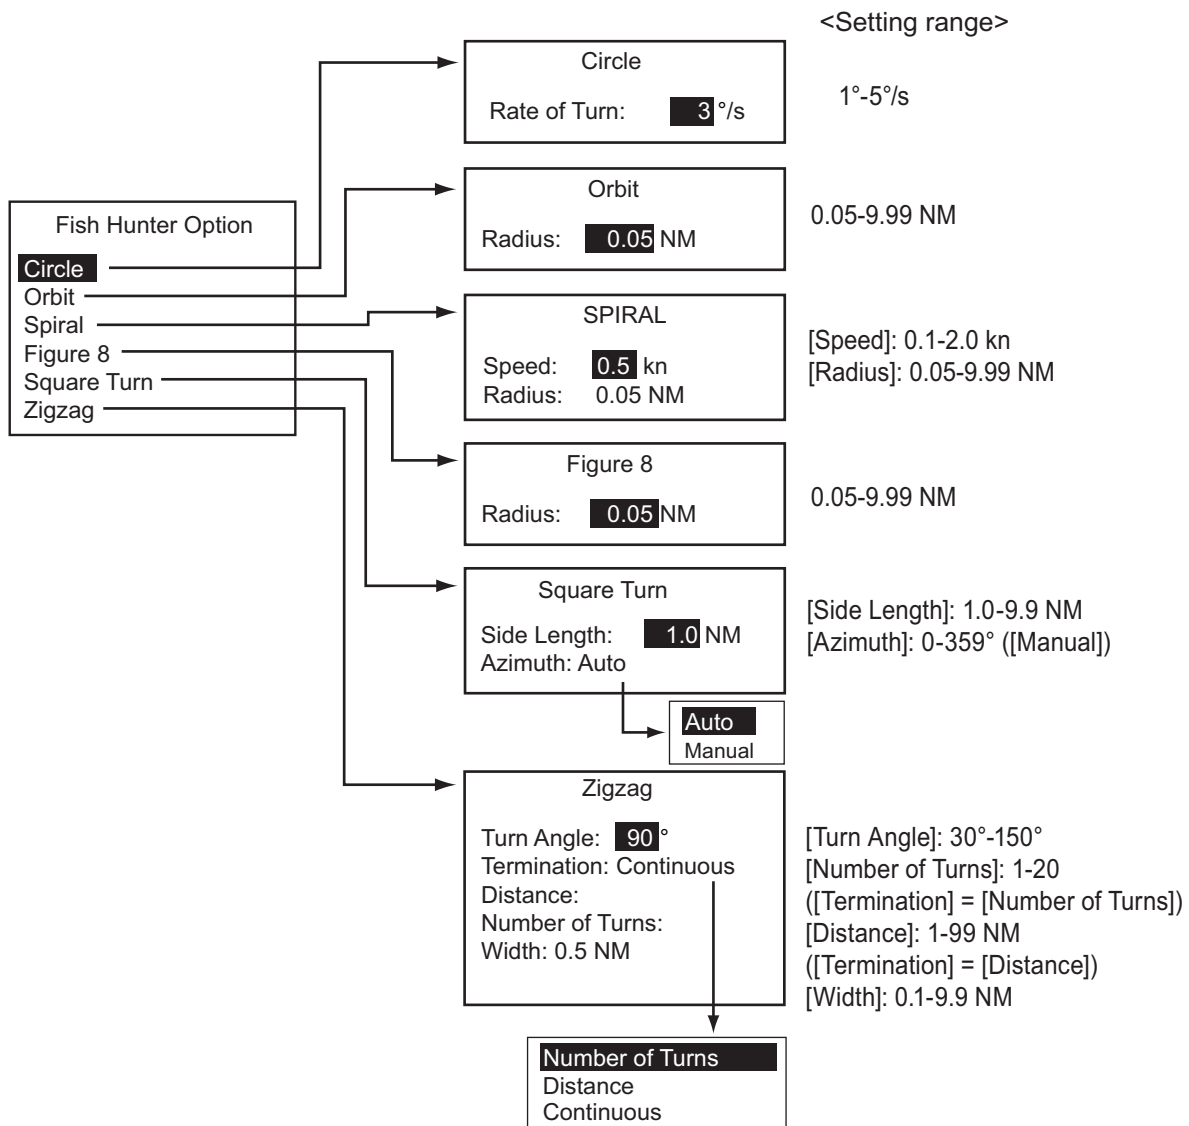 <Setting range>
Circle
Rate of Turn: 3 °/s
1°-5°/s
Orbit
Radius: 0.05 NM
0.05-9.99 NM
Fish Hunter Option
Circle
Orbit
Spiral
Figure 8
Square Turn
Zigzag
SPIRAL
Speed: 0.5 kn
Radius: 0.05 NM
[Speed]: 0.1-2.0 kn
[Radius]: 0.05-9.99 NM
Figure 8
Radius: 0.05 NM
0.05-9.99 NM
Square Turn
Side Length: 1.0 NM
Azimuth: Auto
[Side Length]: 1.0-9.9 NM
[Azimuth]: 0-359° ([Manual])
Auto
Manual
Zigzag
Turn Angle: 90 °
Termination: Continuous
Distance:
Number of Turns:
Width: 0.5 NM
[Turn Angle]: 30°-150°
[Number of Turns]: 1-20
([Termination] = [Number of Turns])
[Distance]: 1-99 NM
([Termination] = [Distance])
[Width]: 0.1-9.9 NM
Number of Turns
Distance
Continuous